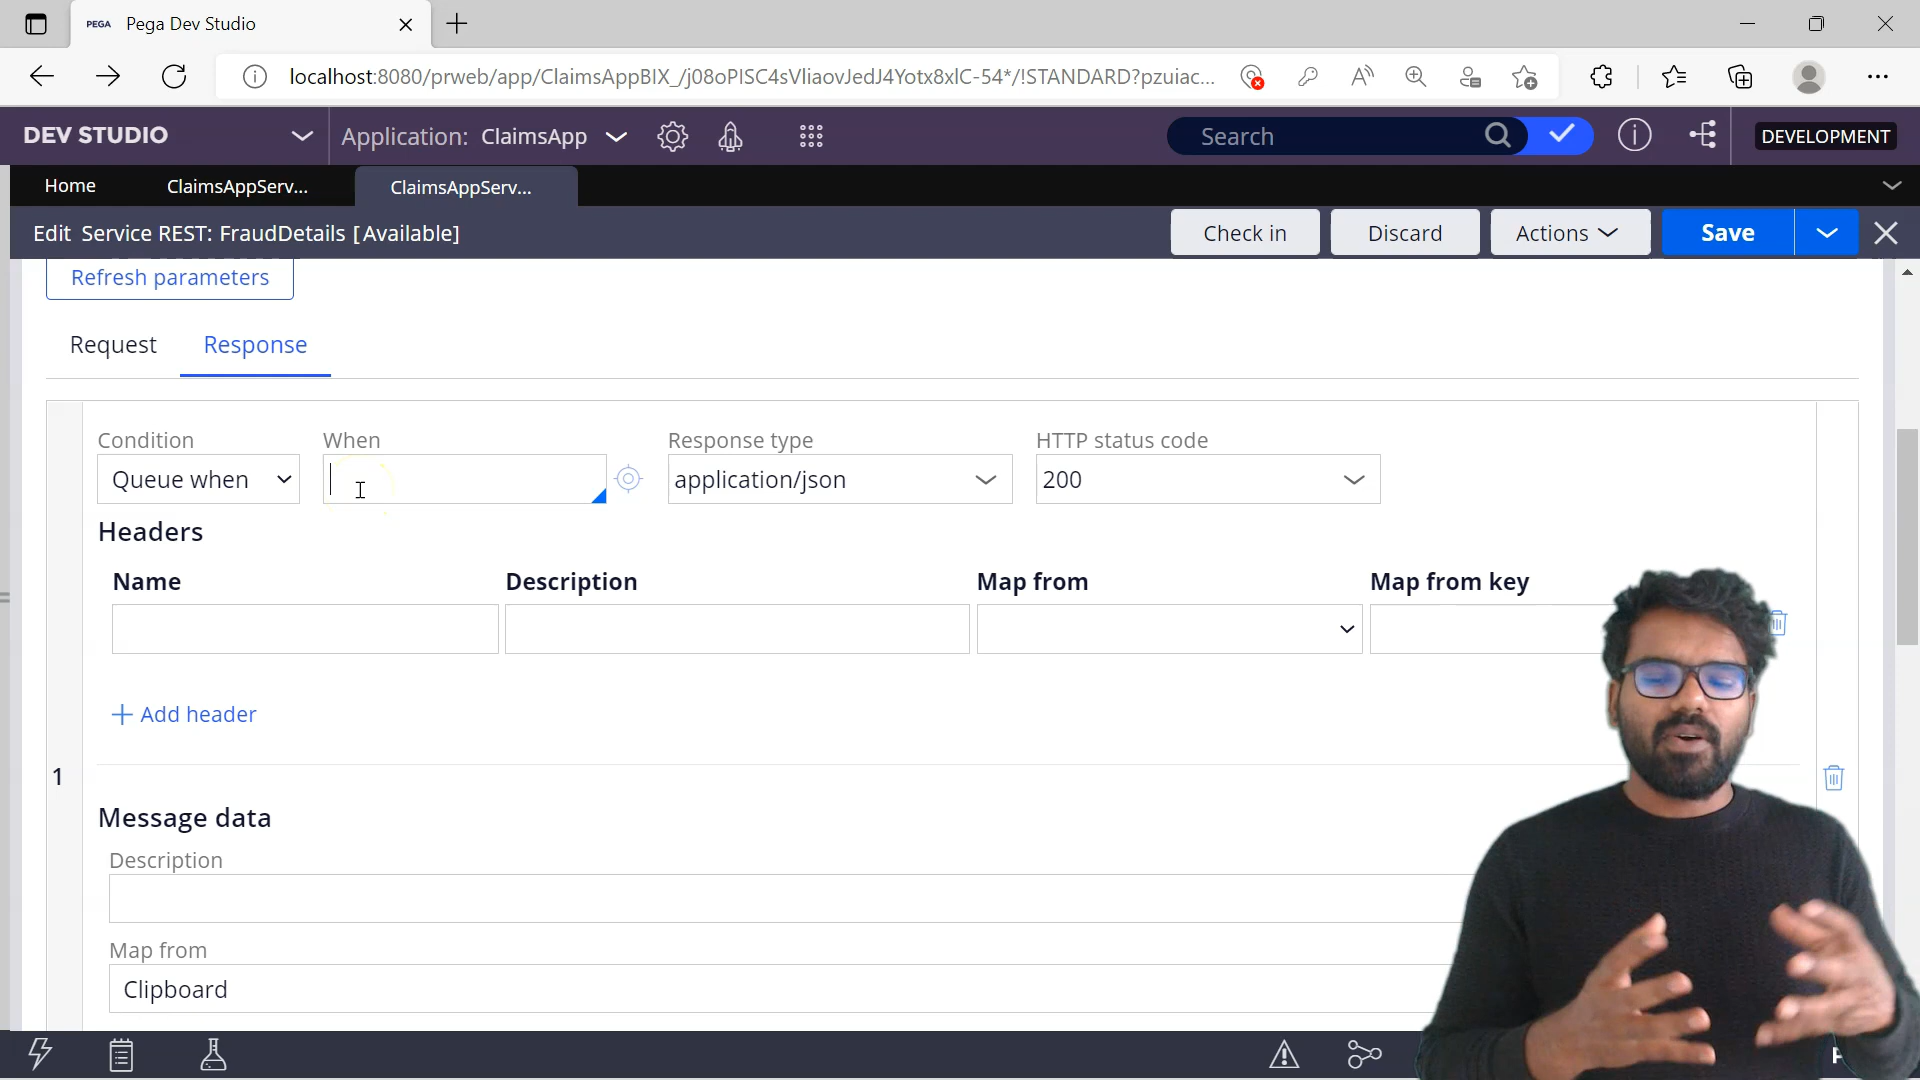 PEGA Pega Dev Studio
localhost:8080/prweb/app/ClaimsAppBIX_/j08oPISC4sVliaovJedJ4Yotx8xlC-54*/!STANDARD?pzuiac...
DEV STUDIO Application: ClaimsApp Search DEVELOPMENT
Home ClaimsAppServ... ClaimsAppServ...
Edit Service REST: FraudDetails [Available] Check in Discard Actions Save
Refresh parameters
Request Response
Condition When Response type HTTP status code
Queue when application/json 200
Headers
Name Description Map from Map from key
+ Add header
1
Message data
Description
Map from
Clipboard